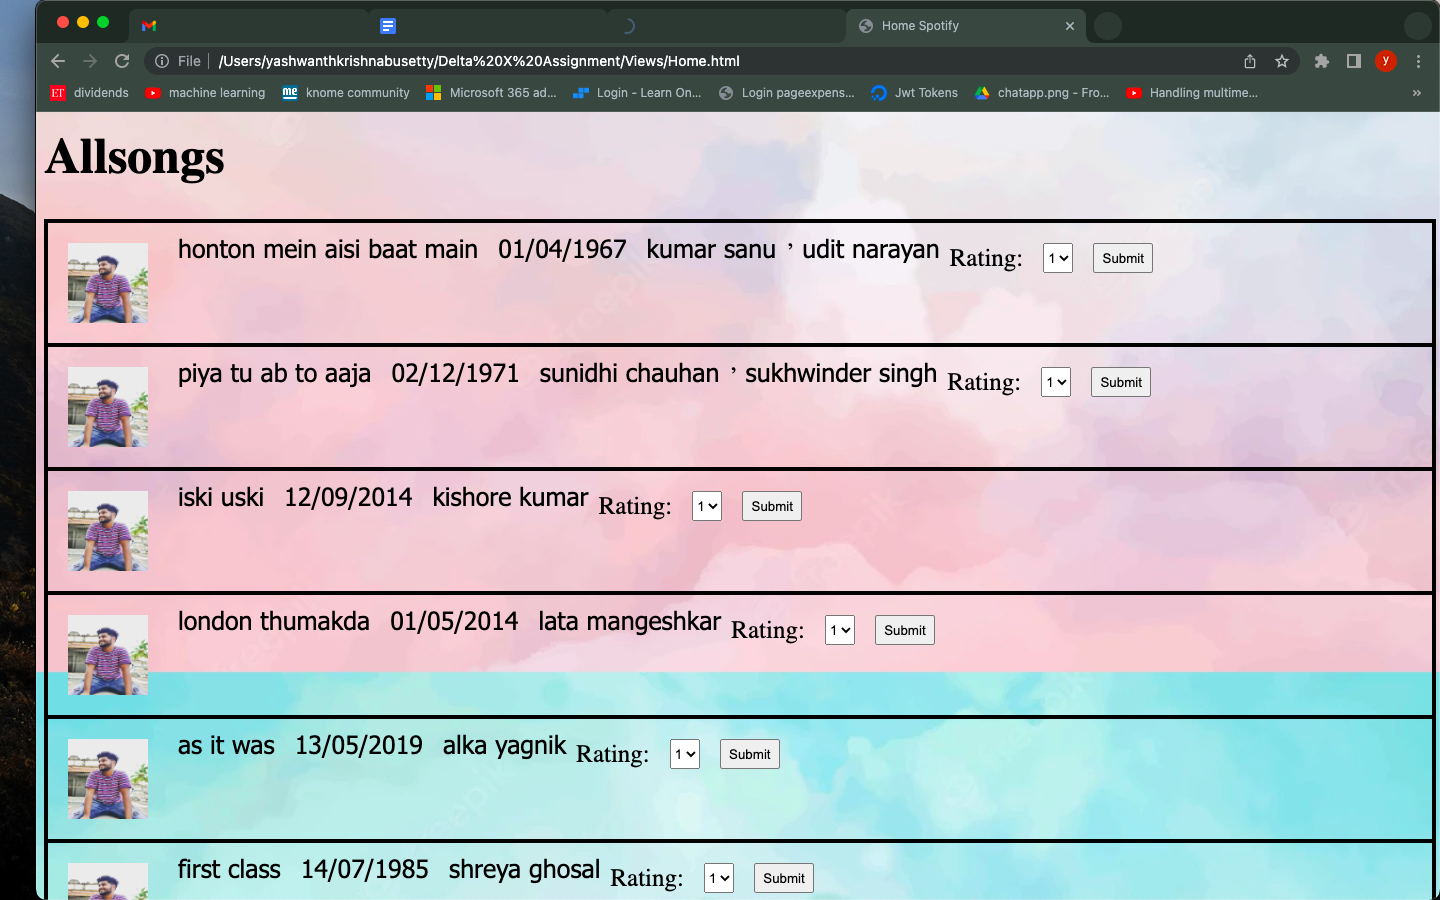 Home Spotify
File /Users/yashwanthkrishnabusetty/Delta%20X%20Assignment/Views/Home.html y
ET dividends machine learning me knome community Microsoft 365 ad... Login - Learn On... Login pageexpens... Jwt Tokens chatapp.png - Fro... Handling multime... »
Allsongs
honton mein aisi baat main 01/04/1967 kumar sanu , udit narayan Rating: 1 Submit
piya tu ab to aaja 02/12/1971 sunidhi chauhan , sukhwinder singh Rating: 1 Submit
iski uski 12/09/2014 kishore kumar Rating: 1 Submit
london thumakda 01/05/2014 lata mangeshkar Rating: 1 Submit
as it was 13/05/2019 alka yagnik Rating: 1 Submit
first class 14/07/1985 shreya ghosal Rating: 1 Submit